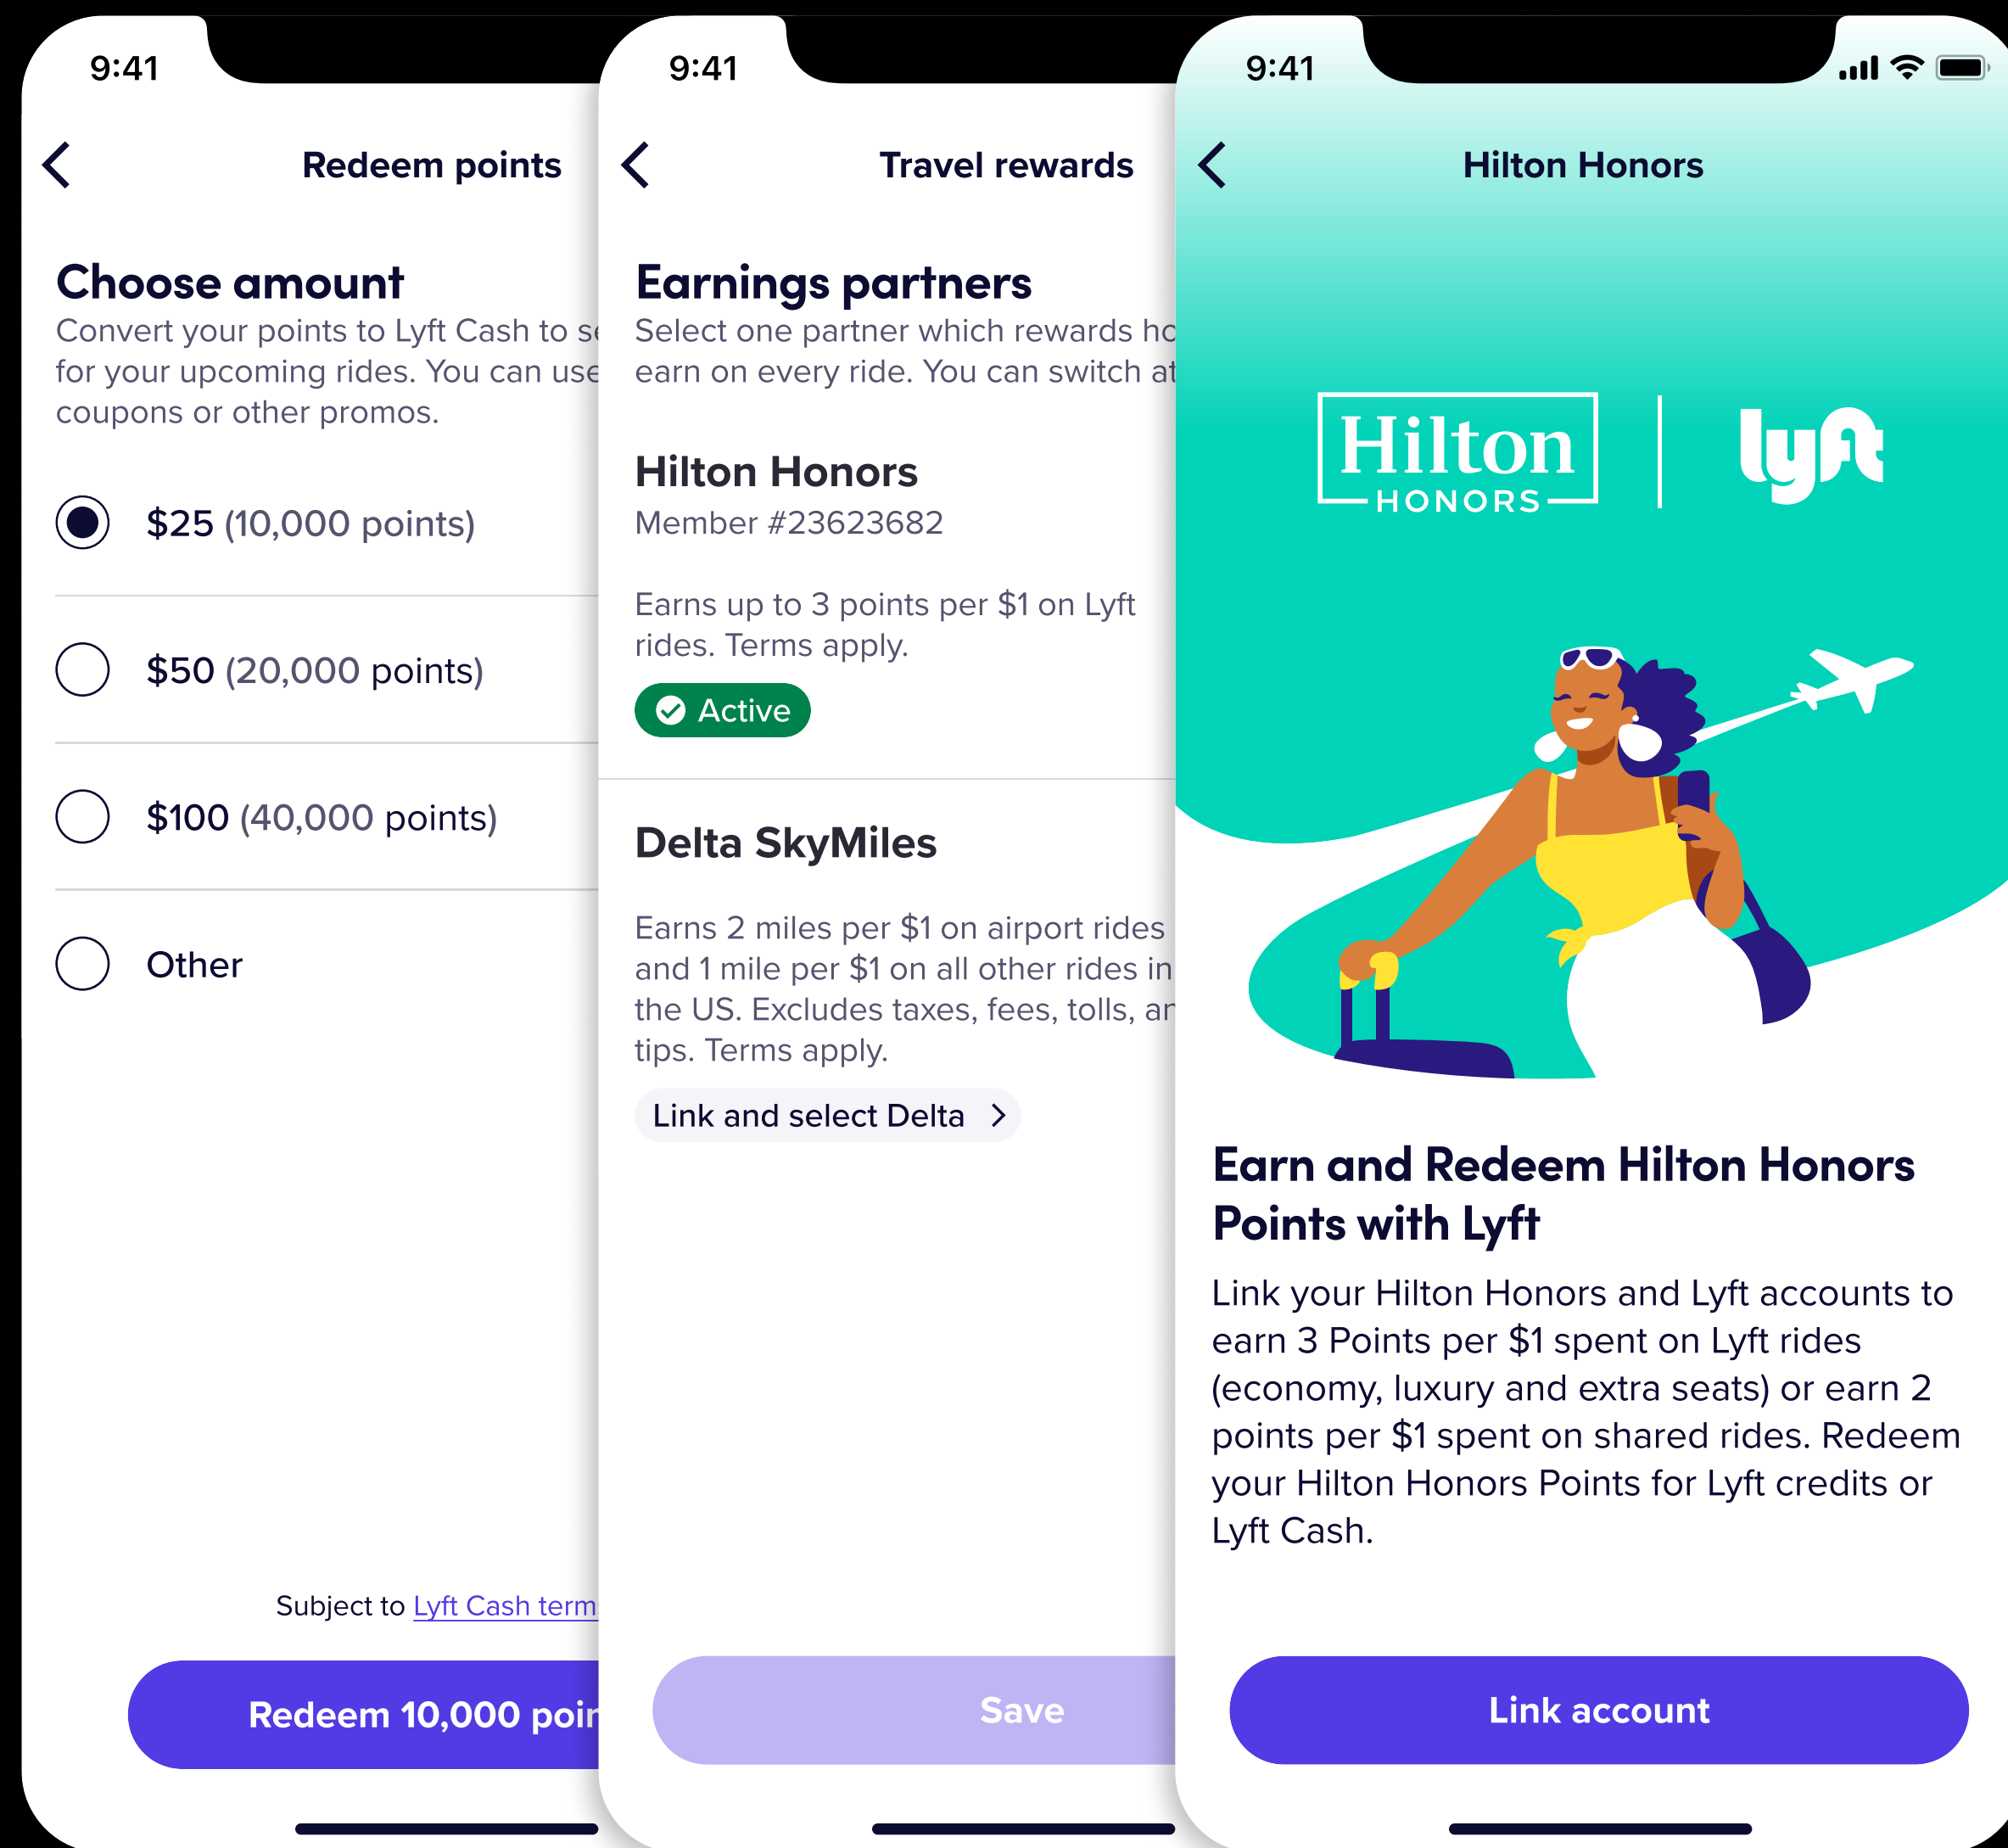 9:41
Redeem points
Choose amount
Convert your points to Lyft Cash to
for your upcoming rides. You can use
coupons or other promos.
$25 (10,000 points)
$50 (20,000 points)
$100 (40,000 points)
Other
Subject to Lyft Cash terms
Redeem 10,000
9:41
Travel rewards
Earnings partners
Select one partner which rewards
earn on every ride. You can switch at
Hilton Honors
Member #23623682
Earns up to 3 points per $1 on Lyft
rides. Terms apply.
Active
Delta SkyMiles
Earns 2 miles per $1 on airport rides
and 1 mile per $1 on all other rides in
the US. Excludes taxes, fees, tolls,
tips. Terms apply.
Link and select Delta
Save
9:41
Hilton Honors
Hilton
HONORS
lyft
Earn and Redeem Hilton Honors
Points with Lyft
Link your Hilton Honors and Lyft accounts to
earn 3 Points per $1 spent on Lyft rides
(economy, luxury and extra seats) or earn 2
points per $1 spent on shared rides. Redeem
your Hilton Honors Points for Lyft credits or
Lyft Cash.
Link account